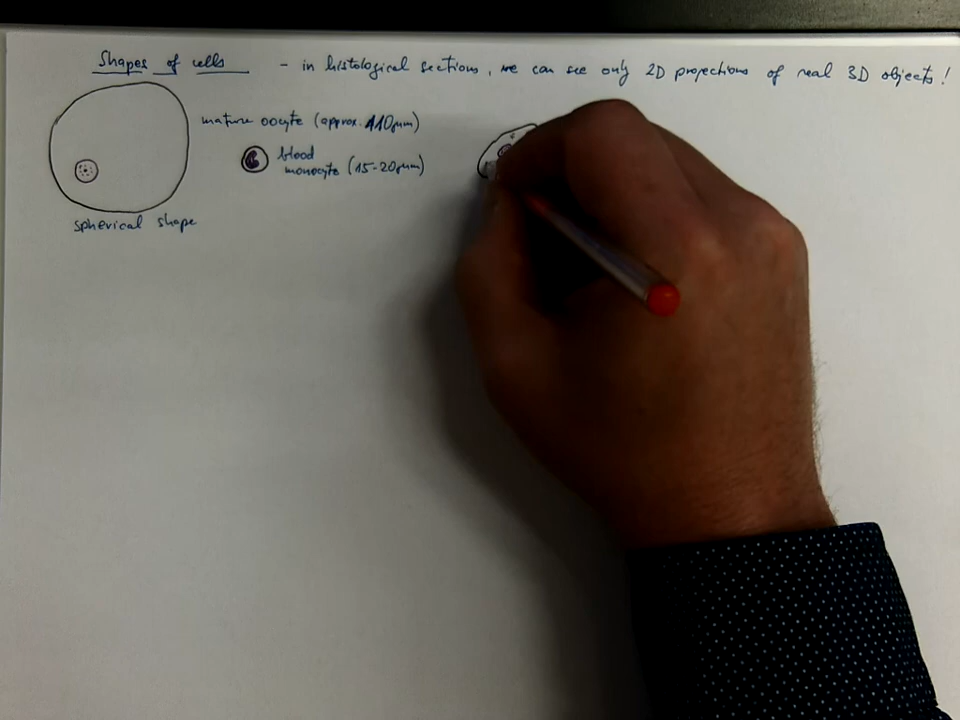 Shapes of cells - in histological sections, we can see only 2D projections of real 3D objects!
mature oocyte (approx. 110μm)
blood
monocyte (15-20μm)
spherical shape